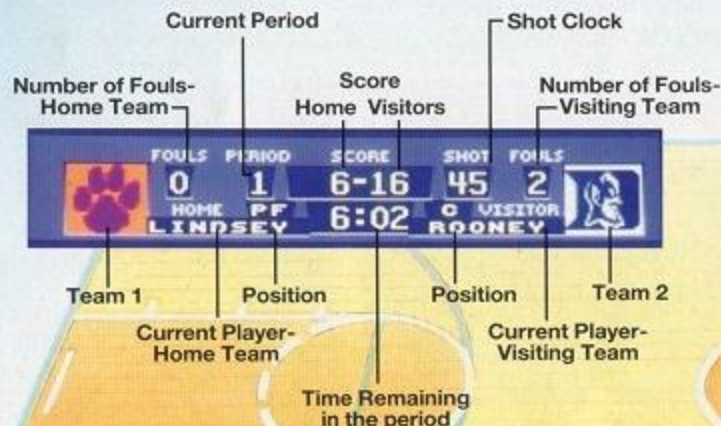 Current Period
Shot Clock
Number of Fouls-
Home Team
Score
Home Visitors
Number of Fouls-
Visiting Team
FOULS PERIOD SCORE SHOT FOULS
0 1 6-16 45 2
HOME PF 6:02 C VISITOR
LINDSEY ROONEY
Team 1
Position
Position
Team 2
Current Player-
Home Team
Current Player-
Visiting Team
Time Remaining
in the period